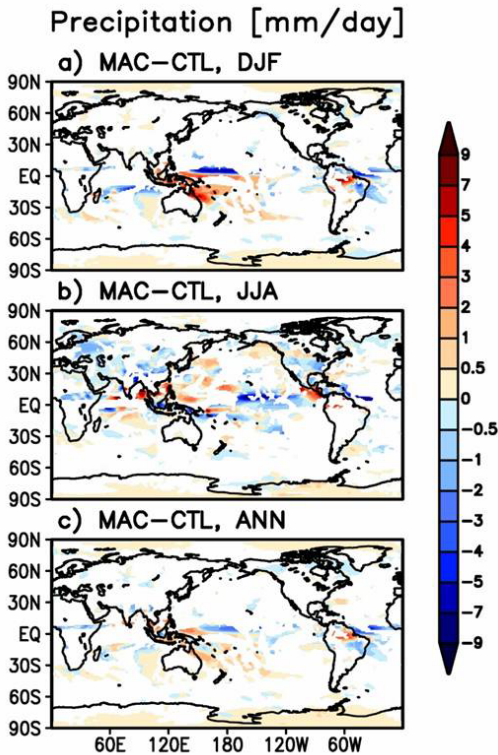 Precipitation [mm/day]
a) MAC-CTL, DJF
90N
60N
30N
EQ
30S
60S
90S
b) MAC-CTL, JJA
90N
60N
30N
EQ
30S
60S
90S
c) MAC-CTL, ANN
90N
60N
30N
EQ
30S
60S
90S
60E 120E 180 120W 60W
9
7
5
4
3
2
1
0.5
0
-0.5
-1
-2
-3
-4
-5
-7
-9